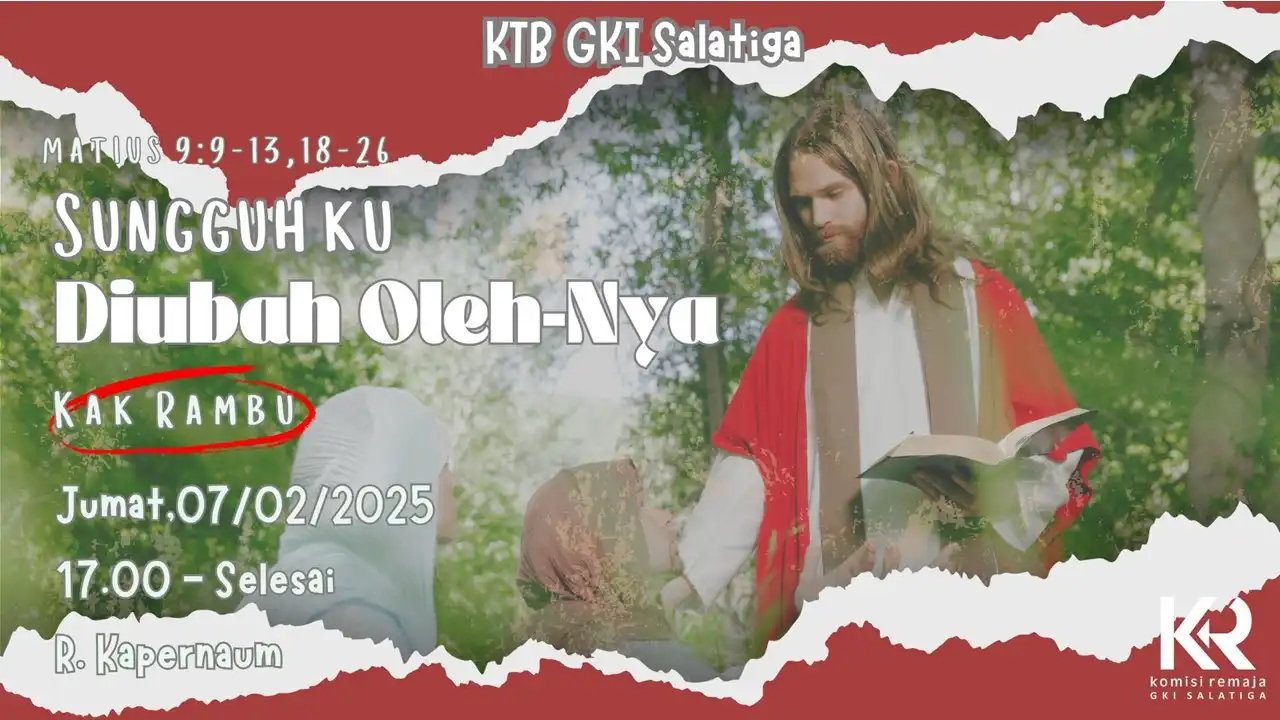 KTB GKI Salatiga
MATIUS 9:9-13,18-26
SUNGGUH KU
Diubah Oleh-Nya
KAK RAMBU
Jumat,07/02/2025
17.00 - Selesai
R. Kapernaum
KR
komisi remaja
GKI SALATIGA